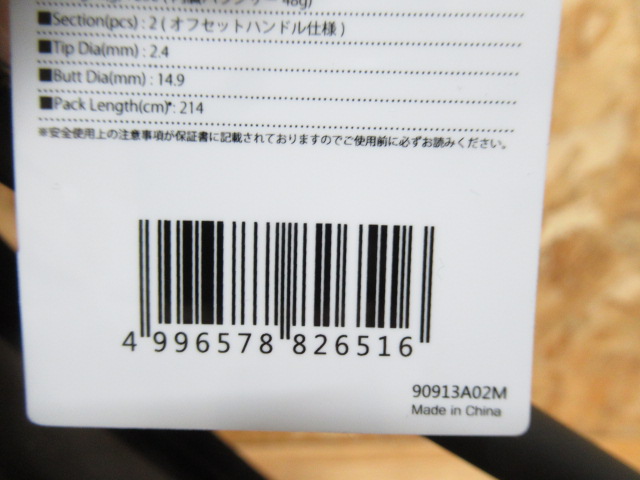 48g)
■Section(pcs) : 2 ( オフセットハンドル仕様 )
■Tip Dia(mm) : 2.4
■Butt Dia(mm) : 14.9
■Pack Length(cm)*: 214
※安全使用上の注意事項が保証書に記載されておりますのでご使用前に必ずお読みください。
4 996578 826516
90913A02M
Made in China